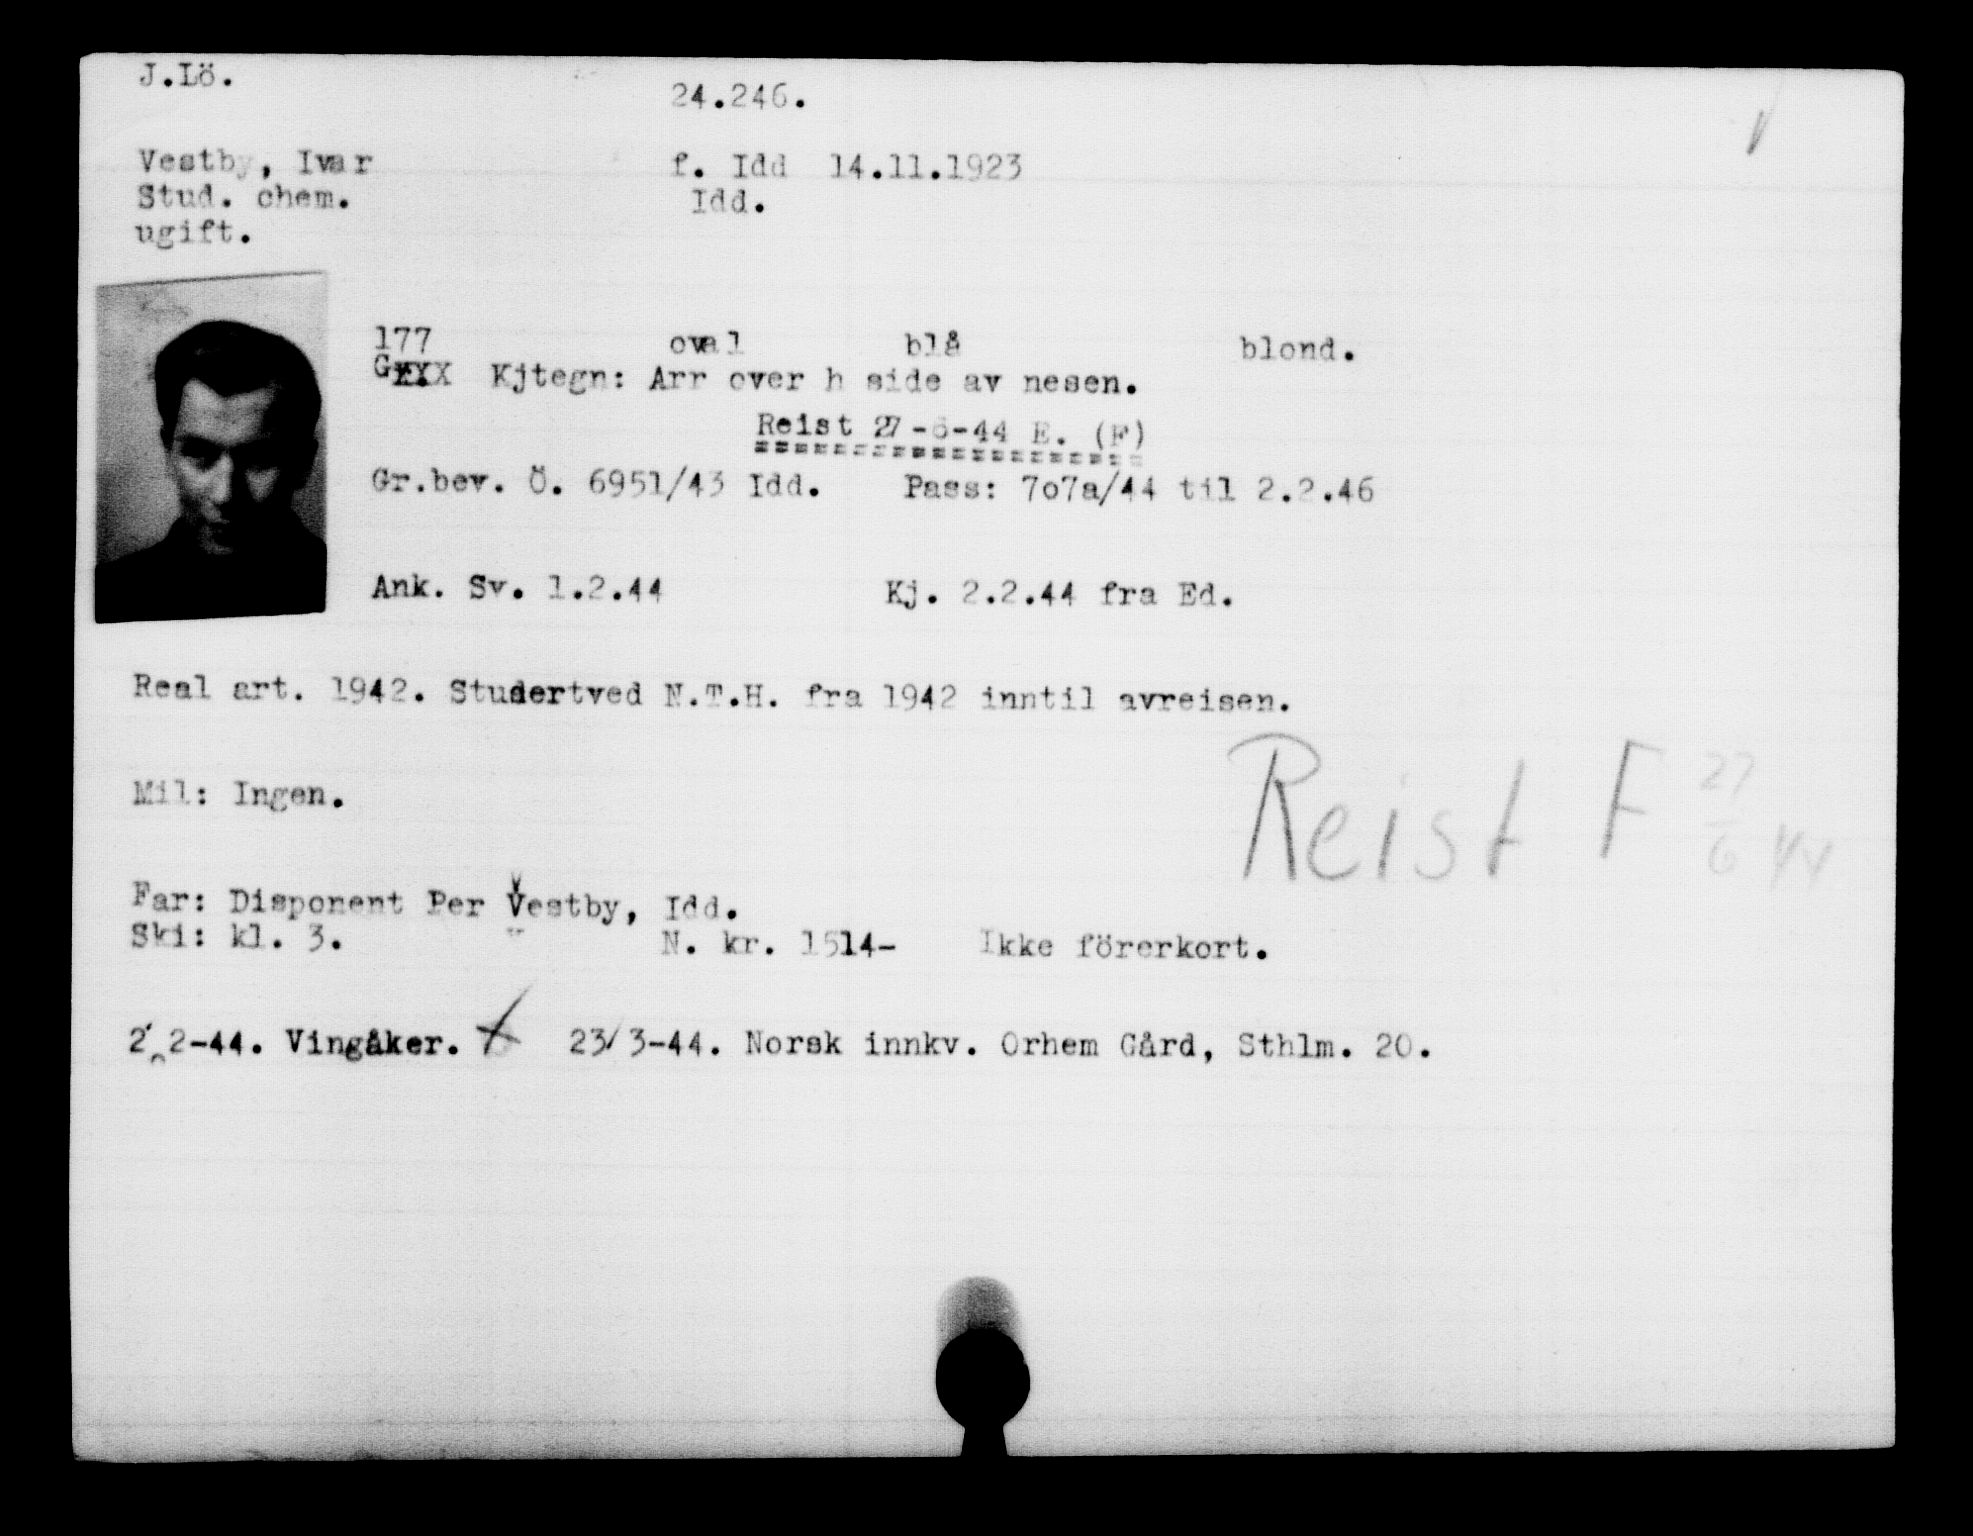 J.Lö.
24.246.
Vestby, Ivar f. Idd 14.11.1923
Stud. chem. Idd.
ugift.
177 oval blå blond.
Kjtegn: Arr over h side av nesen.
Reist 27-6-44 E. (F)
Gr.bev. Ö. 6951/43 Idd. Pass: 7o7a/44 til 2.2.46
Ank. Sv. 1.2.44 Kj. 2.2.44 fra Ed.
Real art. 1942. Studertved N.T.H. fra 1942 inntil avreisen.
Reist F 27/6 44
Mil: Ingen.
Far: Disponent Per Vestby, Idd.
Ski: kl. 3. N. kr. 1514- Ikke förerkort.
2/2-44. Vingåker. 23/3-44. Norsk innkv. Orhem Gård, Sthlm. 20.